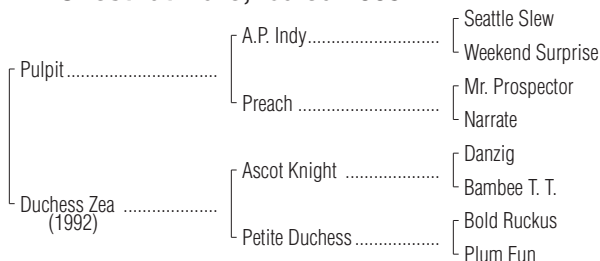 Seattle Slew
A.P. Indy
Weekend Surprise
Pulpit
Mr. Prospector
Preach
Narrate
Danzig
Ascot Knight
Bambee T. T.
Duchess Zea
(1992)
Bold Ruckus
Petite Duchess
Plum Fun